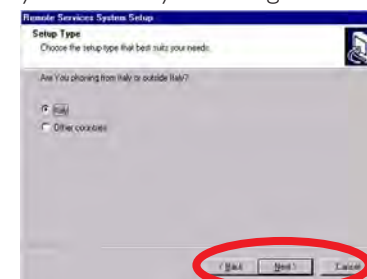 Remote Services System Setup
Setup Type
Choose the setup type that best suits your needs.
Are You phoning from Italy or outside Italy?
Italy
Other countries
< Back Next > Cancel